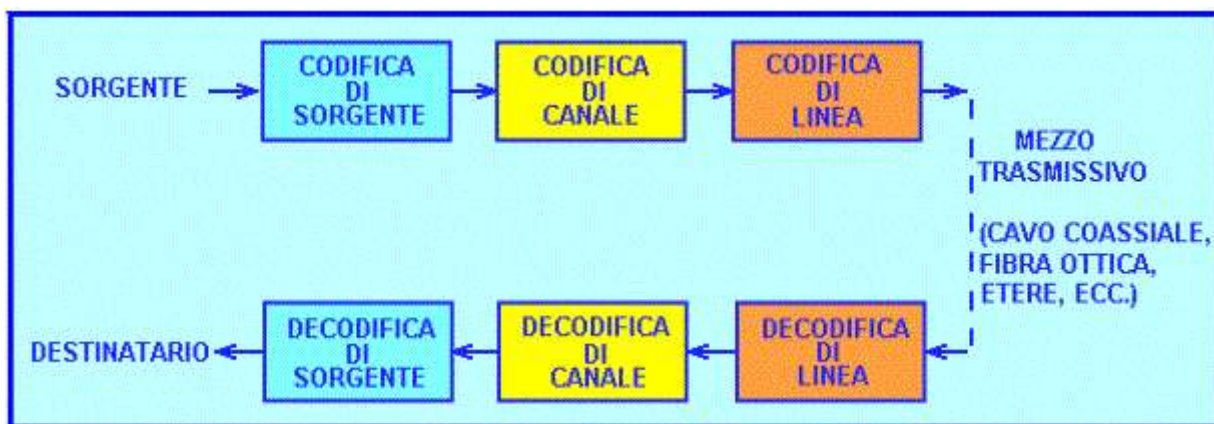 SORGENTE
CODIFICA
DI
SORGENTE
CODIFICA
DI
CANALE
CODIFICA
DI
LINEA
MEZZO
TRASMISSIVO
(CAVO COASSIALE,
FIBRA OTTICA,
ETERE, ECC.)
DESTINATARIO
DECODIFICA
DI
SORGENTE
DECODIFICA
DI
CANALE
DECODIFICA
DI
LINEA